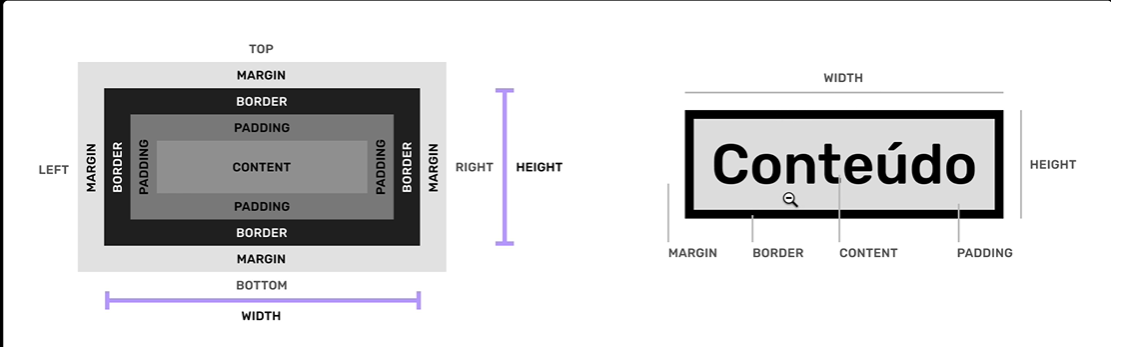 TOP
MARGIN
BORDER
PADDING
LEFT
MARGIN
BORDER
PADDING
CONTENT
PADDING
BORDER
MARGIN
RIGHT
HEIGHT
PADDING
BORDER
MARGIN
BOTTOM
WIDTH
WIDTH
Conteúdo
HEIGHT
MARGIN BORDER CONTENT PADDING